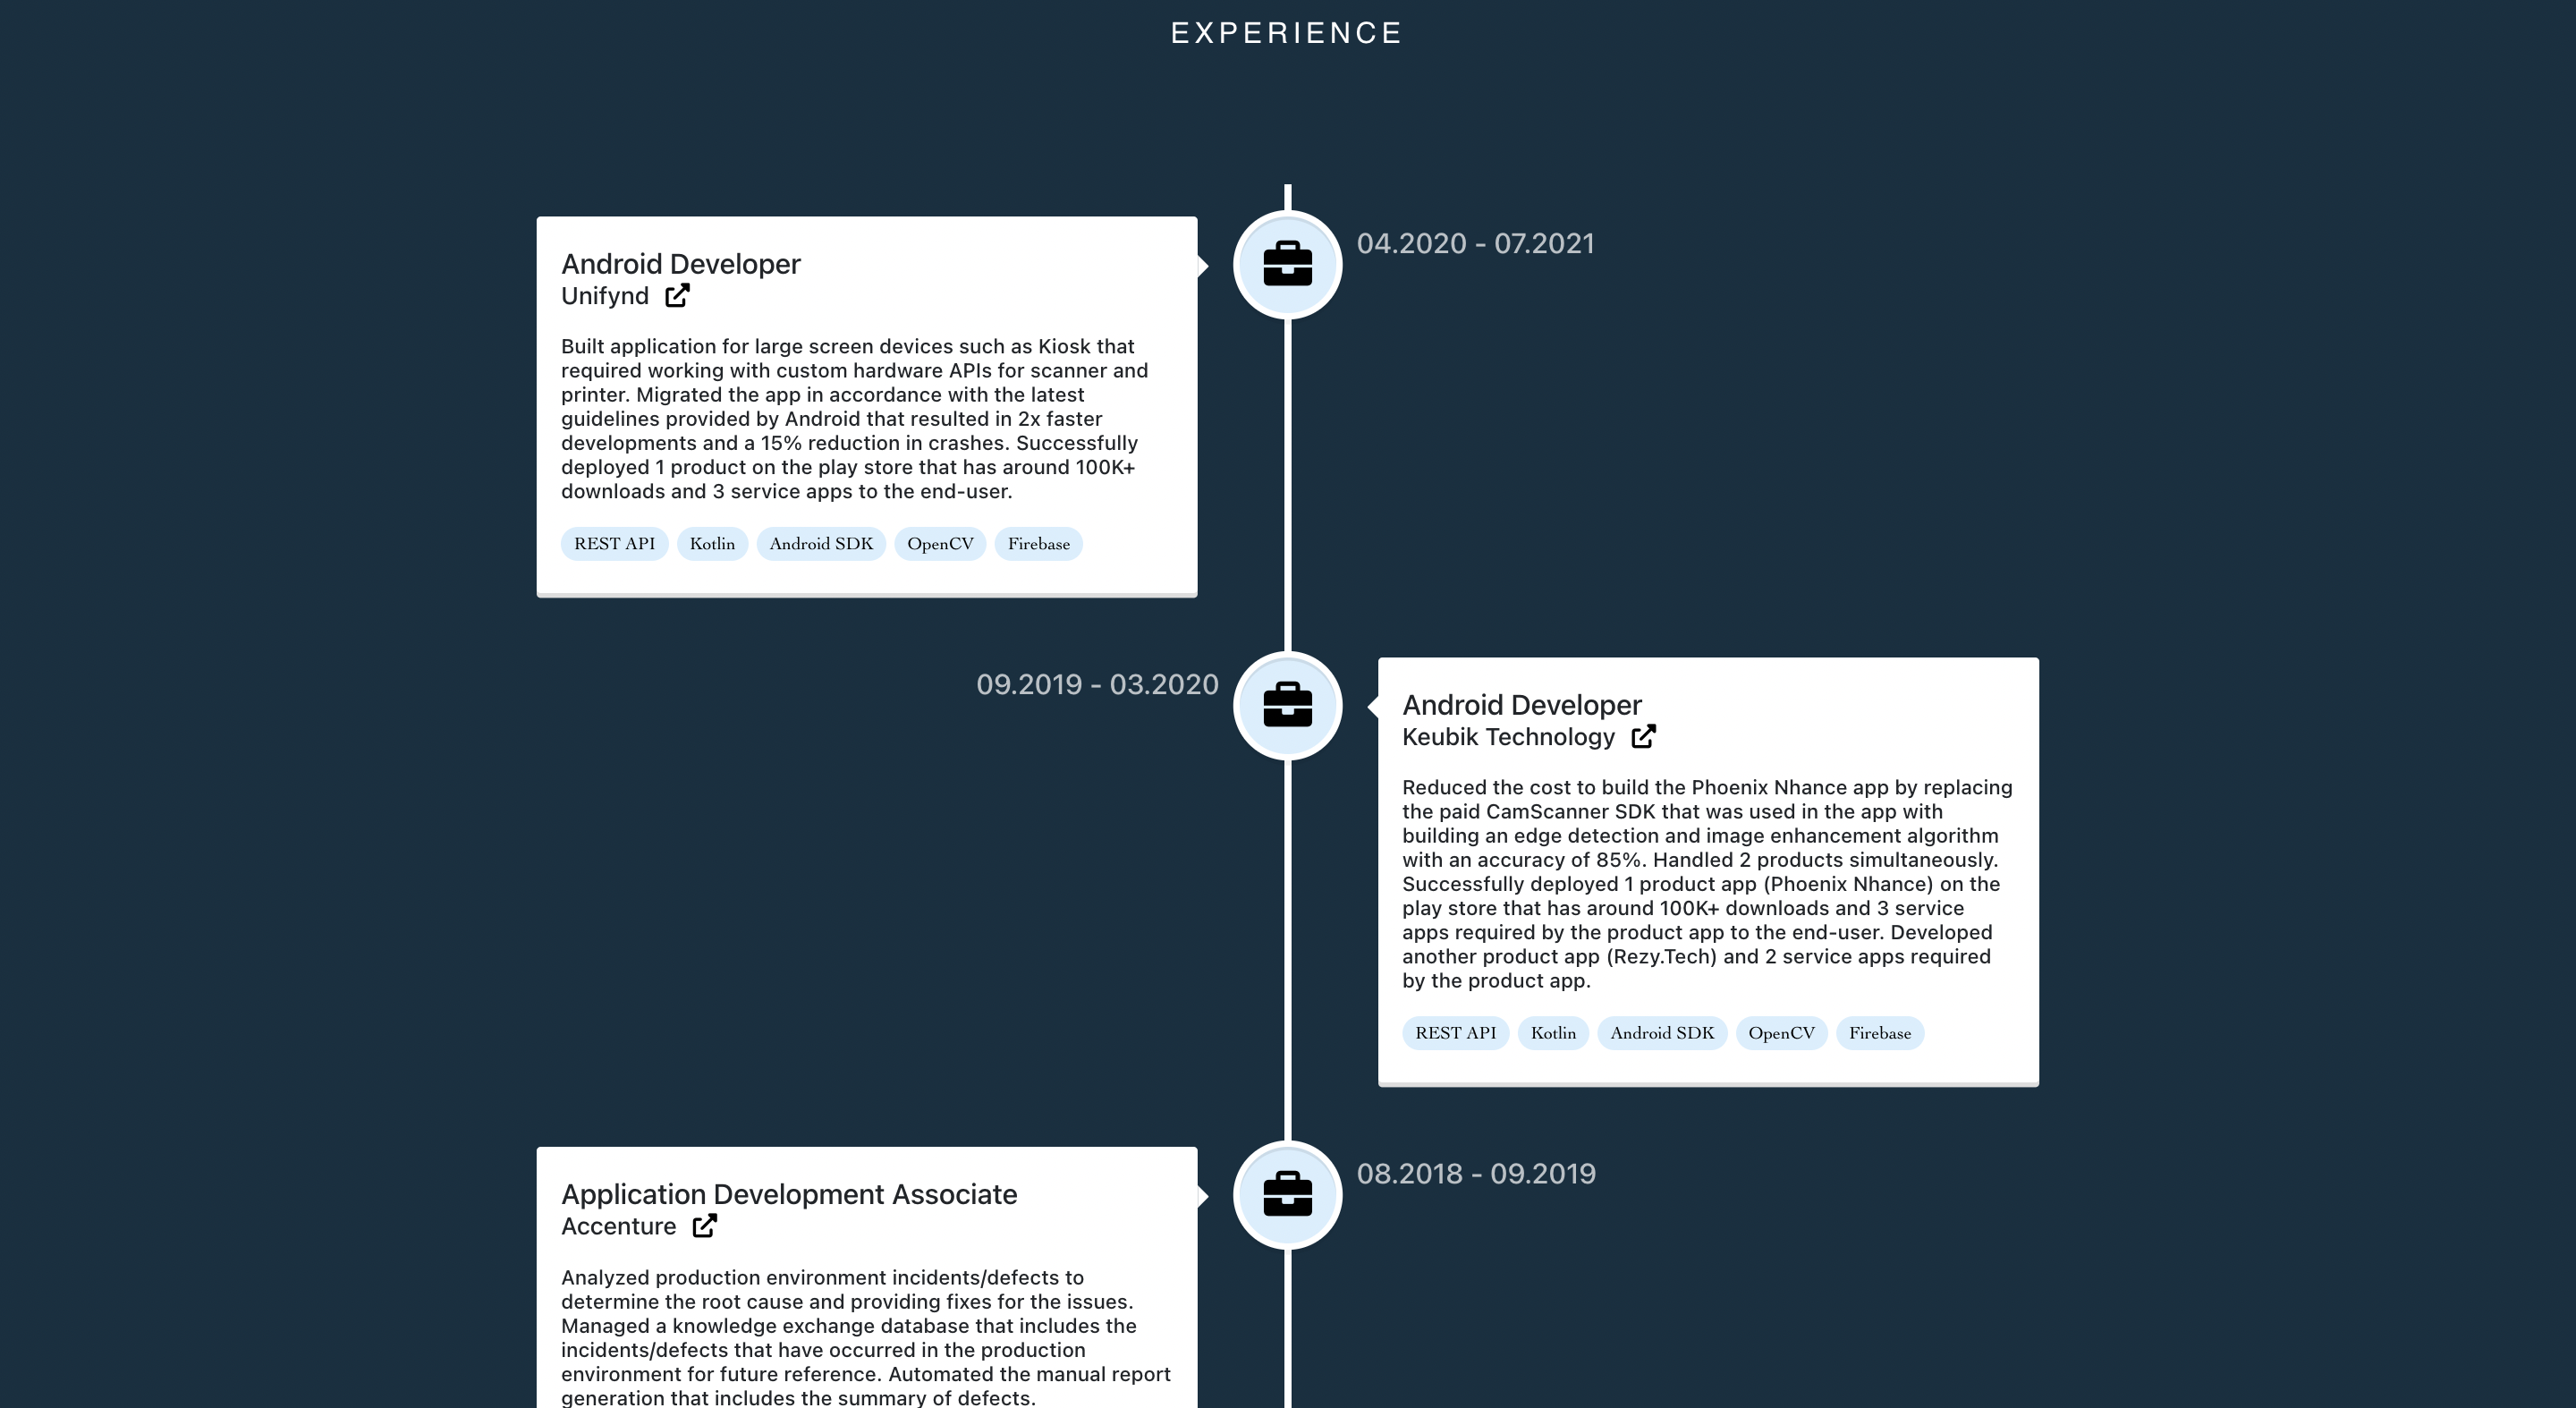 EXPERIENCE
Android Developer
Unifynd
04.2020 - 07.2021
Built application for large screen devices such as Kiosk that
required working with custom hardware APIs for scanner and
printer. Migrated the app in accordance with the latest
guidelines provided by Android that resulted in 2x faster
developments and a 15% reduction in crashes. Successfully
deployed 1 product on the play store that has around 100K+
downloads and 3 service apps to the end-user.
REST API Kotlin Android SDK OpenCV Firebase
09.2019 - 03.2020
Android Developer
Keubik Technology
Reduced the cost to build the Phoenix Nhance app by replacing
the paid CamScanner SDK that was used in the app with
building an edge detection and image enhancement algorithm
with an accuracy of 85%. Handled 2 products simultaneously.
Successfully deployed 1 product app (Phoenix Nhance) on the
play store that has around 100K+ downloads and 3 service
apps required by the product app to the end-user. Developed
another product app (Rezy.Tech) and 2 service apps required
by the product app.
REST API Kotlin Android SDK OpenCV Firebase
08.2018 - 09.2019
Application Development Associate
Accenture
Analyzed production environment incidents/defects to
determine the root cause and providing fixes for the issues.
Managed a knowledge exchange database that includes the
incidents/defects that have occurred in the production
environment for future reference. Automated the manual report
generation that includes the summary of defects.